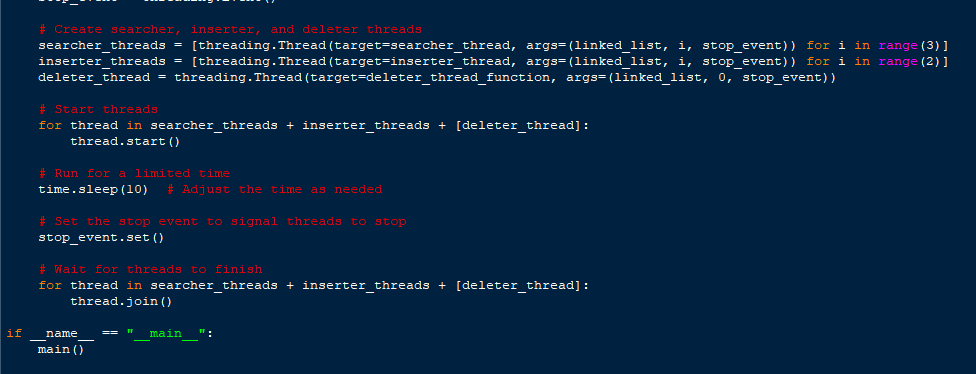 stop_event = threading.Event()
# Create searcher, inserter, and deleter threads
searcher_threads = [threading.Thread(target=searcher_thread, args=(linked_list, i, stop_event)) for i in range(3)]
inserter_threads = [threading.Thread(target=inserter_thread, args=(linked_list, i, stop_event)) for i in range(2)]
deleter_thread = threading.Thread(target=deleter_thread_function, args=(linked_list, 0, stop_event))
# Start threads
for thread in searcher_threads + inserter_threads + [deleter_thread]:
thread.start()
# Run for a limited time
time.sleep(10)  # Adjust the time as needed
# Set the stop event to signal threads to stop
stop_event.set()
# Wait for threads to finish
for thread in searcher_threads + inserter_threads + [deleter_thread]:
thread.join()
if __name__ == "__main__":
main()